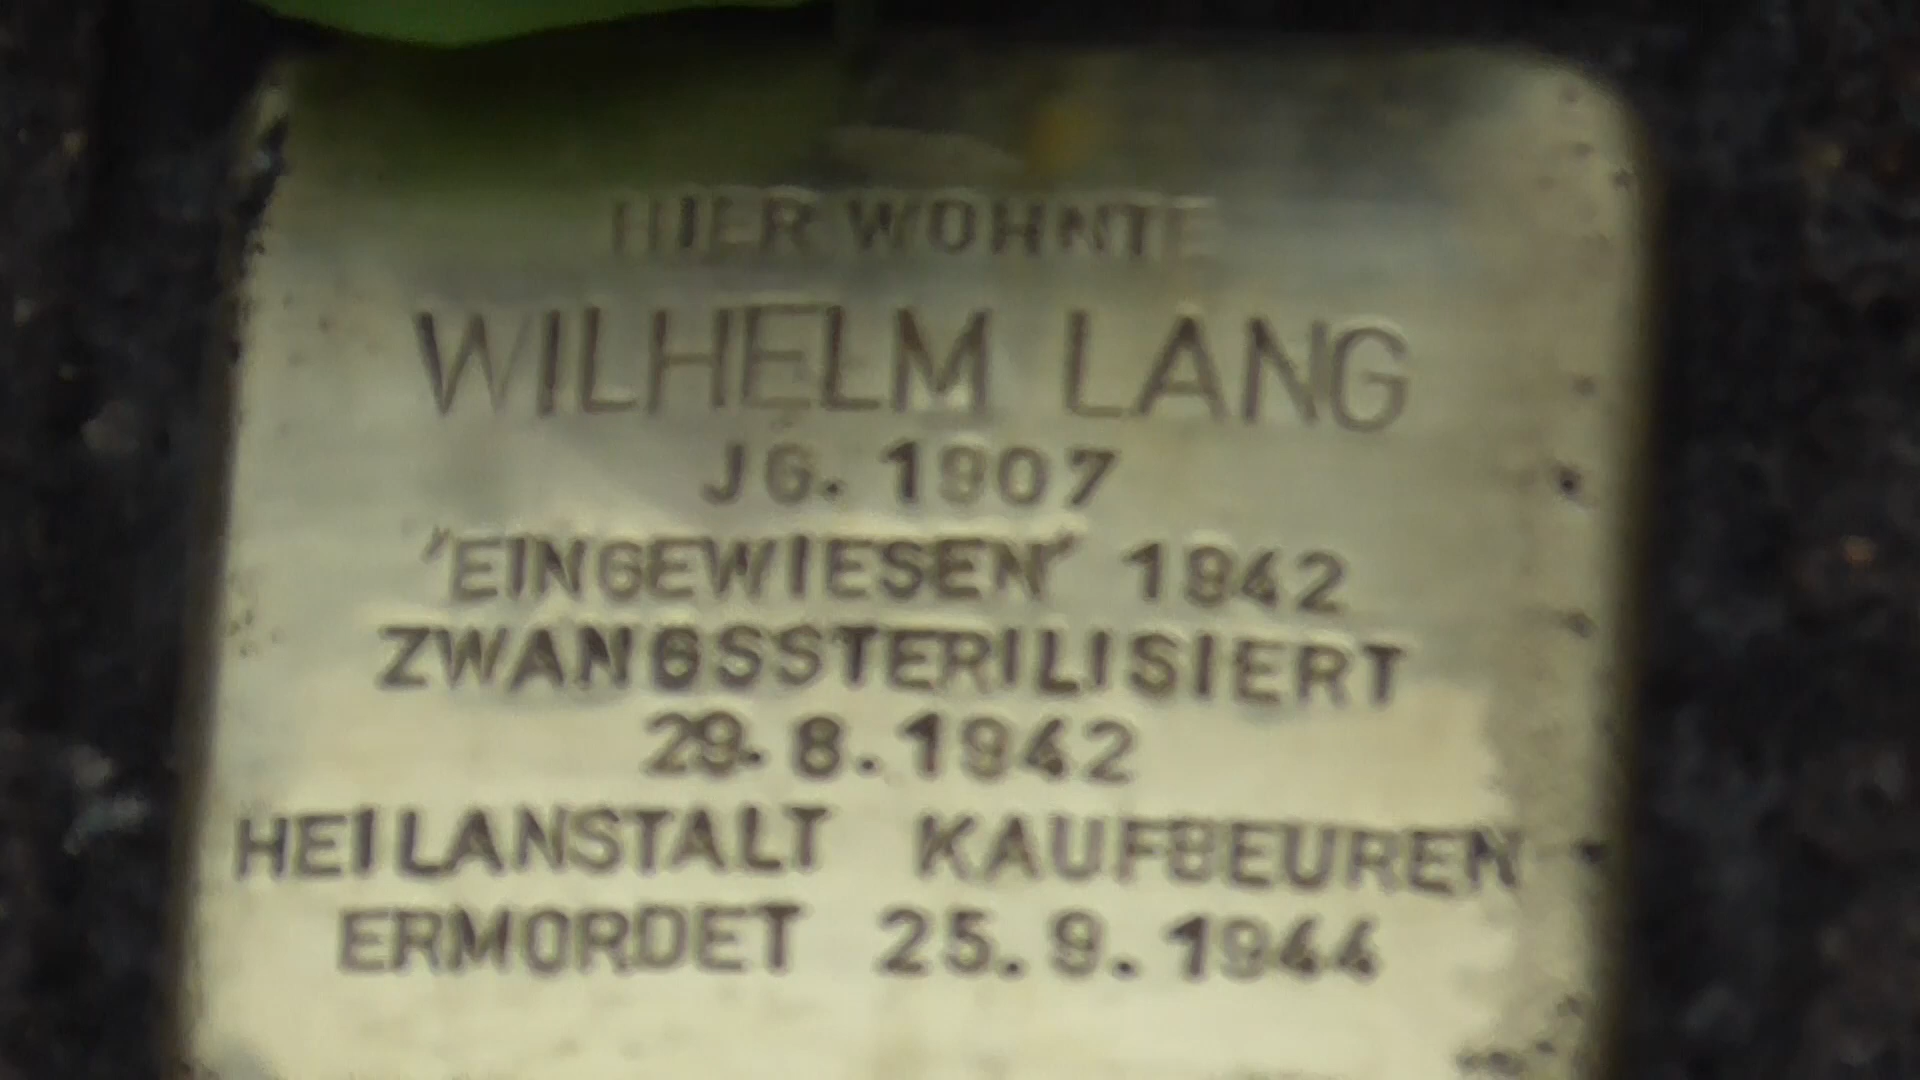 HIER WOHNTE
WILHELM LANG
JG. 1907
"EINGEWIESEN" 1942
ZWANGSSTERILISIERT
29.8.1942
HEILANSTALT KAUFBEUREN
ERMORDET 25.9.1944